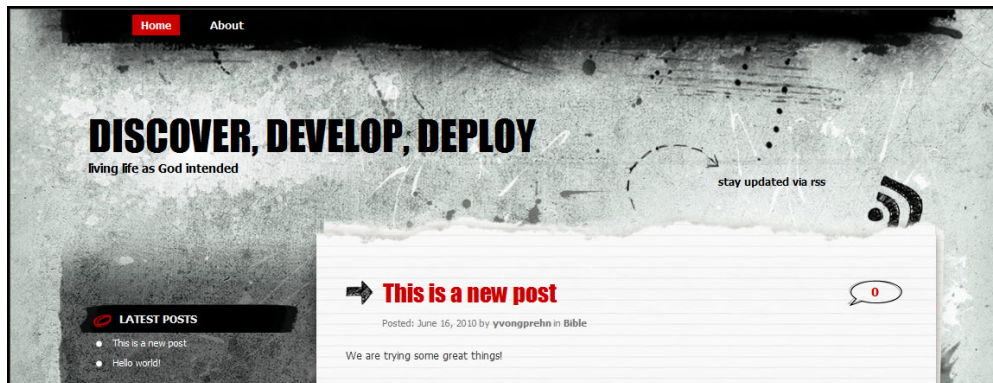 Home About
DISCOVER, DEVELOP, DEPLOY
living life as God intended
stay updated via rss
This is a new post
0
Posted: June 16, 2010 by yvongprehn in Bible
We are trying some great things!
LATEST POSTS
This is a new post
Hello world!